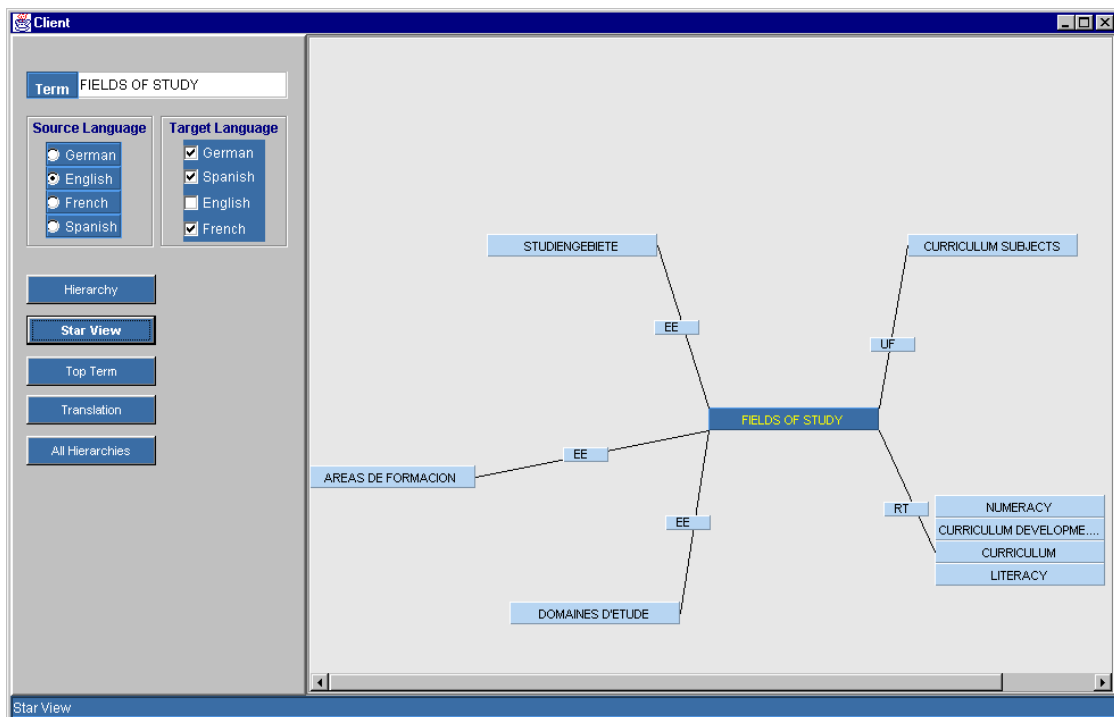 Client
Term FIELDS OF STUDY
Source Language
German
English
French
Spanish
Target Language
German
Spanish
English
French
Hierarchy
Star View
Top Term
Translation
All Hierarchies
STUDIENGEBIETE
CURRICULUM SUBJECTS
EE
UF
FIELDS OF STUDY
EE
AREAS DE FORMACION
EE
RT
NUMERACY
CURRICULUM DEVELOPME....
CURRICULUM
LITERACY
DOMAINES D'ETUDE
Star View